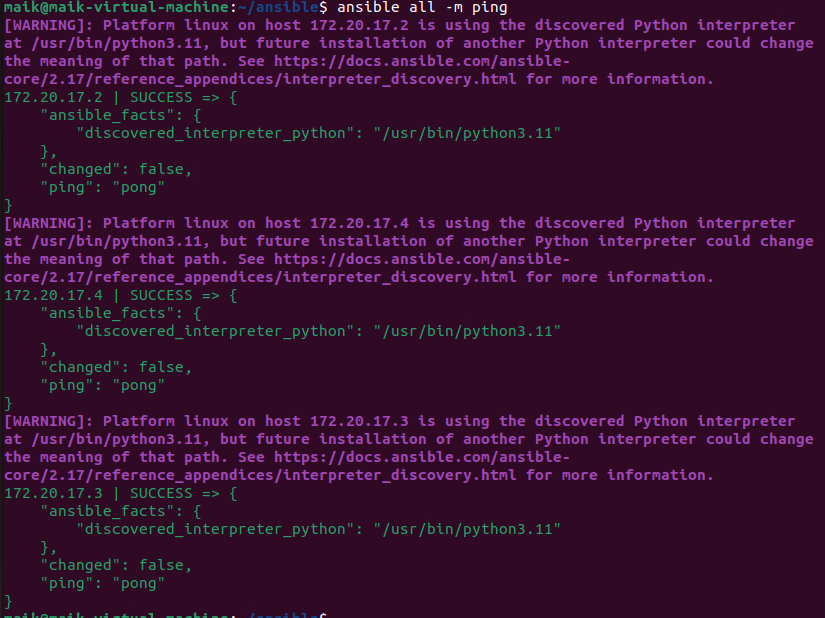 maik@maik-virtual-machine:~/ansible$ ansible all -m ping
[WARNING]: Platform linux on host 172.20.17.2 is using the discovered Python interpreter
at /usr/bin/python3.11, but future installation of another Python interpreter could change
the meaning of that path. See https://docs.ansible.com/ansible-
core/2.17/reference_appendices/interpreter_discovery.html for more information.
172.20.17.2 | SUCCESS => {
    "ansible_facts": {
        "discovered_interpreter_python": "/usr/bin/python3.11"
    },
    "changed": false,
    "ping": "pong"
}
[WARNING]: Platform linux on host 172.20.17.4 is using the discovered Python interpreter
at /usr/bin/python3.11, but future installation of another Python interpreter could change
the meaning of that path. See https://docs.ansible.com/ansible-
core/2.17/reference_appendices/interpreter_discovery.html for more information.
172.20.17.4 | SUCCESS => {
    "ansible_facts": {
        "discovered_interpreter_python": "/usr/bin/python3.11"
    },
    "changed": false,
    "ping": "pong"
}
[WARNING]: Platform linux on host 172.20.17.3 is using the discovered Python interpreter
at /usr/bin/python3.11, but future installation of another Python interpreter could change
the meaning of that path. See https://docs.ansible.com/ansible-
core/2.17/reference_appendices/interpreter_discovery.html for more information.
172.20.17.3 | SUCCESS => {
    "ansible_facts": {
        "discovered_interpreter_python": "/usr/bin/python3.11"
    },
    "changed": false,
    "ping": "pong"
}
maik@maik-virtual-machine:~/ansible$